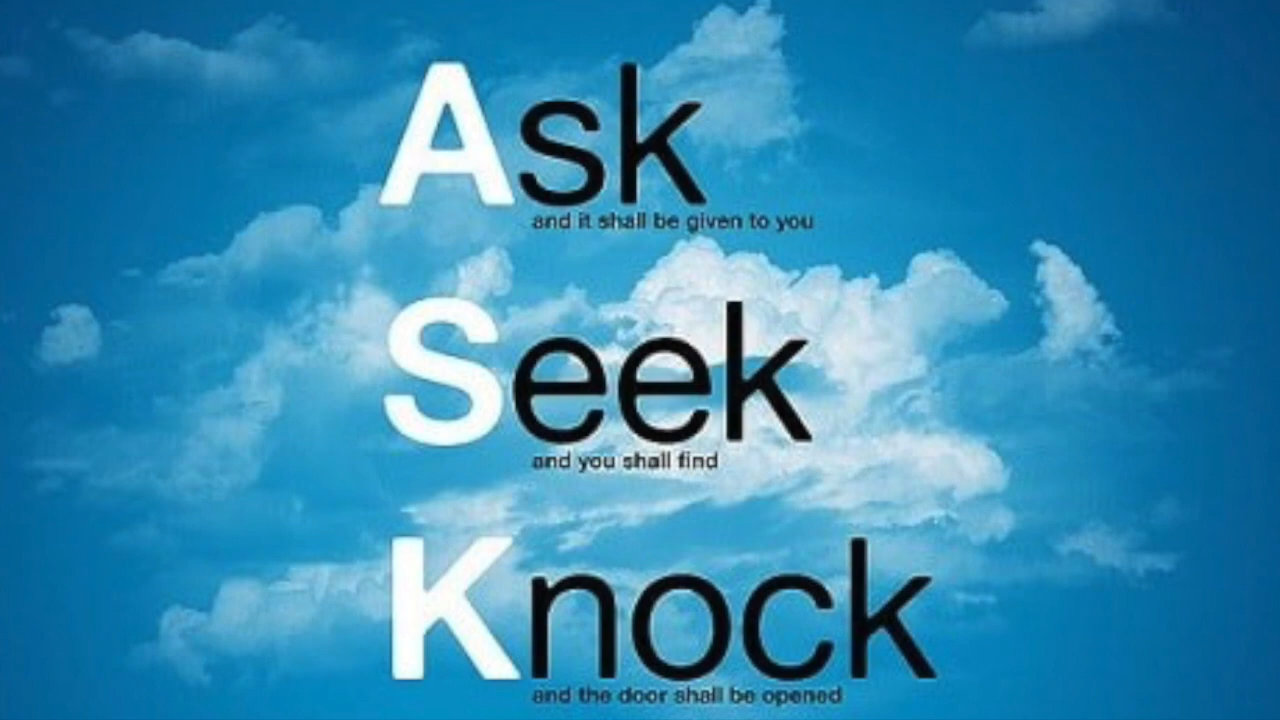 Ask
and it shall be given to you
Seek
and you shall find
Knock
and the door shall be opened